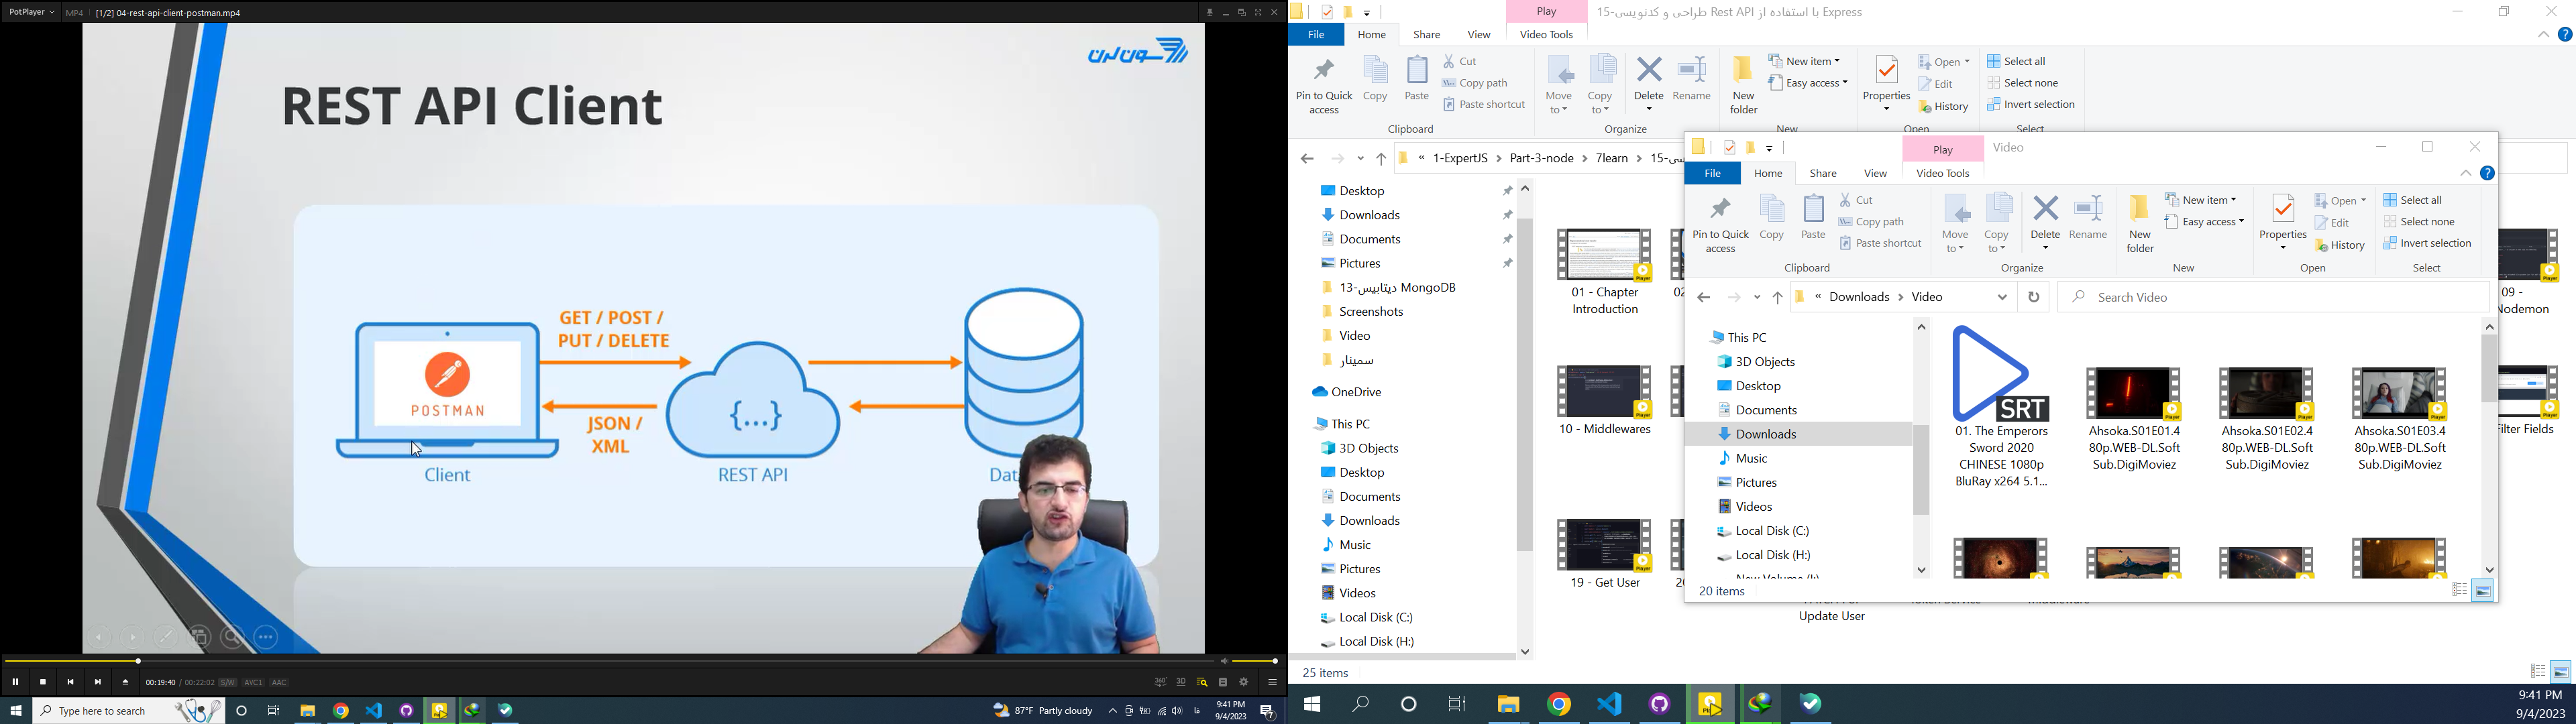 PotPlayer
MP4
[1/2] 04-rest-api-client-postman.mp4
سون لرن
REST API Client
GET / POST /
PUT / DELETE
POSTMAN
JSON /
XML
{...}
Client
REST API
Dat
00:19:40 / 00:22:02
S/W
AVC1
AAC
360°
3D
Type here to search
87°F Partly cloudy
9:41 PM
9/4/2023
7
Play
15-طراحی و کدنویسی Rest API با استفاده از Express
File
Home
Share
View
Video Tools
Pin to Quick
access
Copy
Paste
Cut
Copy path
Paste shortcut
Clipboard
Move
to
Copy
to
Delete
Rename
Organize
New
folder
New item
Easy access
New
Properties
Open
Edit
History
Open
Select all
Select none
Invert selection
Select
« 1-ExpertJS > Part-3-node > 7learn >
Desktop
Downloads
Documents
Pictures
13-دیتابیس MongoDB
Screenshots
Video
سمینار
OneDrive
This PC
3D Objects
Desktop
Documents
Downloads
Music
Pictures
Videos
Local Disk (C:)
Local Disk (H:)
25 items
01 - Chapter
Introduction
10 - Middlewares
19 - Get User
Update User
09 -
Nodemon
Filter Fields
Play
Video
File
Home
Share
View
Video Tools
Pin to Quick
access
Copy
Paste
Cut
Copy path
Paste shortcut
Clipboard
Move
to
Copy
to
Delete
Rename
Organize
New
folder
New item
Easy access
New
Properties
Open
Edit
History
Open
Select all
Select none
Invert selection
Select
« Downloads > Video
Search Video
This PC
3D Objects
Desktop
Documents
Downloads
Music
Pictures
Videos
Local Disk (C:)
Local Disk (H:)
20 items
SRT
01. The Emperors
Sword 2020
CHINESE 1080p
BluRay x264 5.1...
Ahsoka.S01E01.4
80p.WEB-DL.Soft
Sub.DigiMoviez
Ahsoka.S01E02.4
80p.WEB-DL.Soft
Sub.DigiMoviez
Ahsoka.S01E03.4
80p.WEB-DL.Soft
Sub.DigiMoviez
9:41 PM
9/4/2023